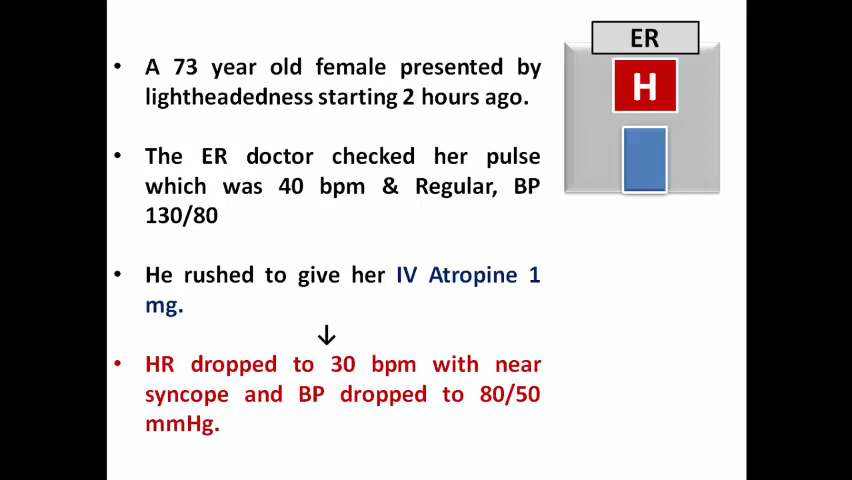 ER
H
• A 73 year old female presented by
lightheadedness starting 2 hours ago.
• The ER doctor checked her pulse
which was 40 bpm & Regular, BP
130/80
• He rushed to give her IV Atropine 1
mg.
↓
• HR dropped to 30 bpm with near
syncope and BP dropped to 80/50
mmHg.